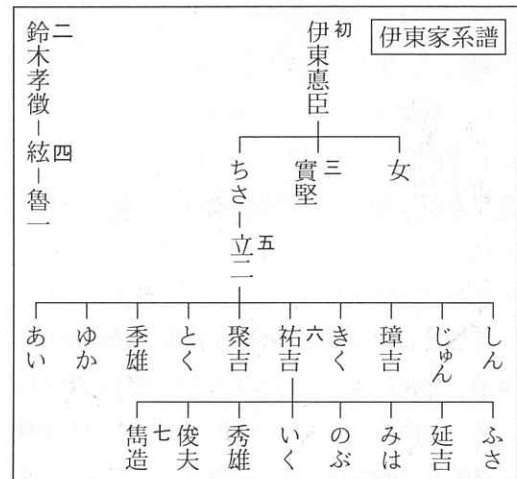 伊東家系譜
初
伊東悳臣
女
三
實堅
ちさ－立二
五
しん
じゅん
璋吉
きく
六
祐吉
聚吉
とく
季雄
ゆか
あい
ふさ
延吉
みは
のぶ
いく
秀雄
俊夫
七
雋造
二
鈴木孝徴－絃－魯一
四